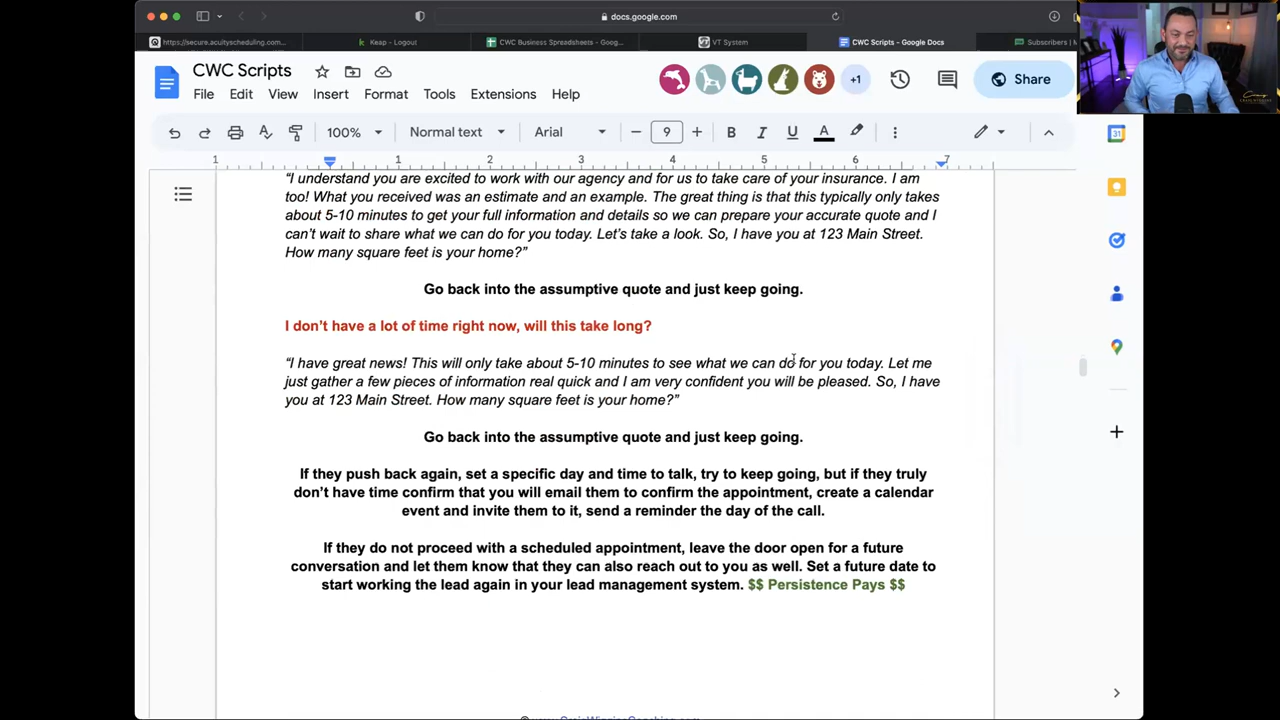 docs.google.com
https://secure.acuityscheduling.com...
Keap - Logout
CWC Business Spreadsheets - Goog...
VT System
CWC Scripts - Google Docs
Subscribers | M
CWC Scripts
File Edit View Insert Format Tools Extensions Help
+1
Share
100%
Normal text
Arial
9
1 1 2 3 4 5 6 7
“I understand you are excited to work with our agency and for us to take care of your insurance. I am
too! What you received was an estimate and an example. The great thing is that this typically only takes
about 5-10 minutes to get your full information and details so we can prepare your accurate quote and I
can’t wait to share what we can do for you today. Let’s take a look. So, I have you at 123 Main Street.
How many square feet is your home?”
Go back into the assumptive quote and just keep going.
I don’t have a lot of time right now, will this take long?
“I have great news! This will only take about 5-10 minutes to see what we can do for you today. Let me
just gather a few pieces of information real quick and I am very confident you will be pleased. So, I have
you at 123 Main Street. How many square feet is your home?”
Go back into the assumptive quote and just keep going.
If they push back again, set a specific day and time to talk, try to keep going, but if they truly
don’t have time confirm that you will email them to confirm the appointment, create a calendar
event and invite them to it, send a reminder the day of the call.
If they do not proceed with a scheduled appointment, leave the door open for a future
conversation and let them know that they can also reach out to you as well. Set a future date to
start working the lead again in your lead management system. $$ Persistence Pays $$